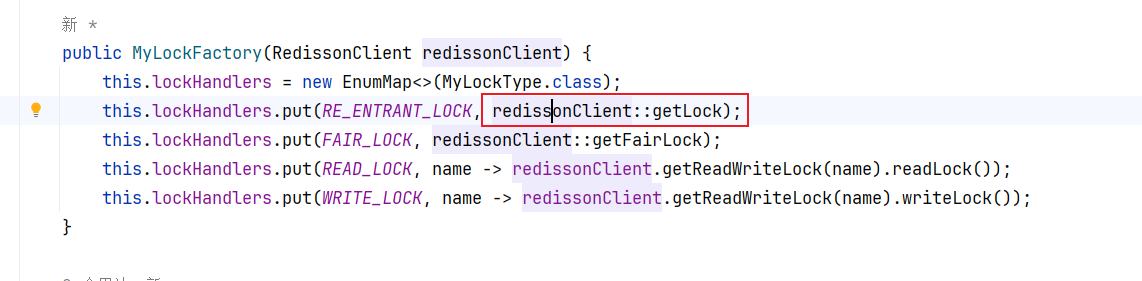 新 *
public MyLockFactory(RedissonClient redissonClient) {
this.lockHandlers = new EnumMap<>(MyLockType.class);
this.lockHandlers.put(RE_ENTRANT_LOCK, redissonClient::getLock);
this.lockHandlers.put(FAIR_LOCK, redissonClient::getFairLock);
this.lockHandlers.put(READ_LOCK, name -> redissonClient.getReadWriteLock(name).readLock());
this.lockHandlers.put(WRITE_LOCK, name -> redissonClient.getReadWriteLock(name).writeLock());
}